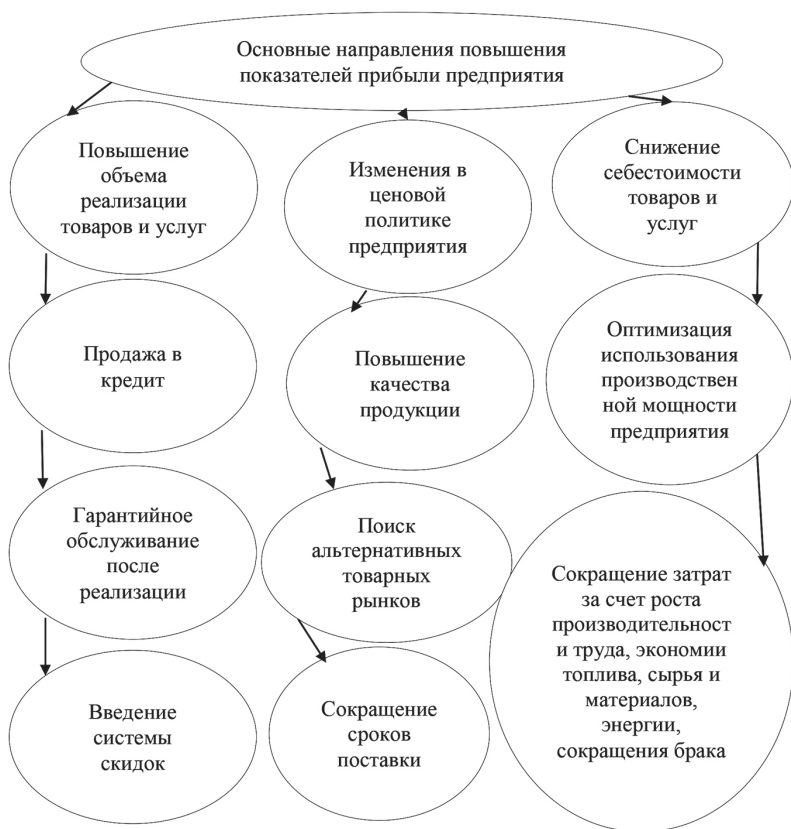 Основные направления повышения
показателей прибыли предприятия
Повышение
объема
реализации
товаров и услуг
Изменения в
ценовой
политике
предприятия
Снижение
себестоимости
товаров и
услуг
Продажа в
кредит
Повышение
качества
продукции
Оптимизация
использования
производствен
ной мощности
предприятия
Гарантийное
обслуживание
после
реализации
Поиск
альтернативных
товарных
рынков
Сокращение затрат
за счет роста
производительност
и труда, экономии
топлива, сырья и
материалов,
энергии,
сокращения брака
Введение
системы
скидок
Сокращение
сроков
поставки